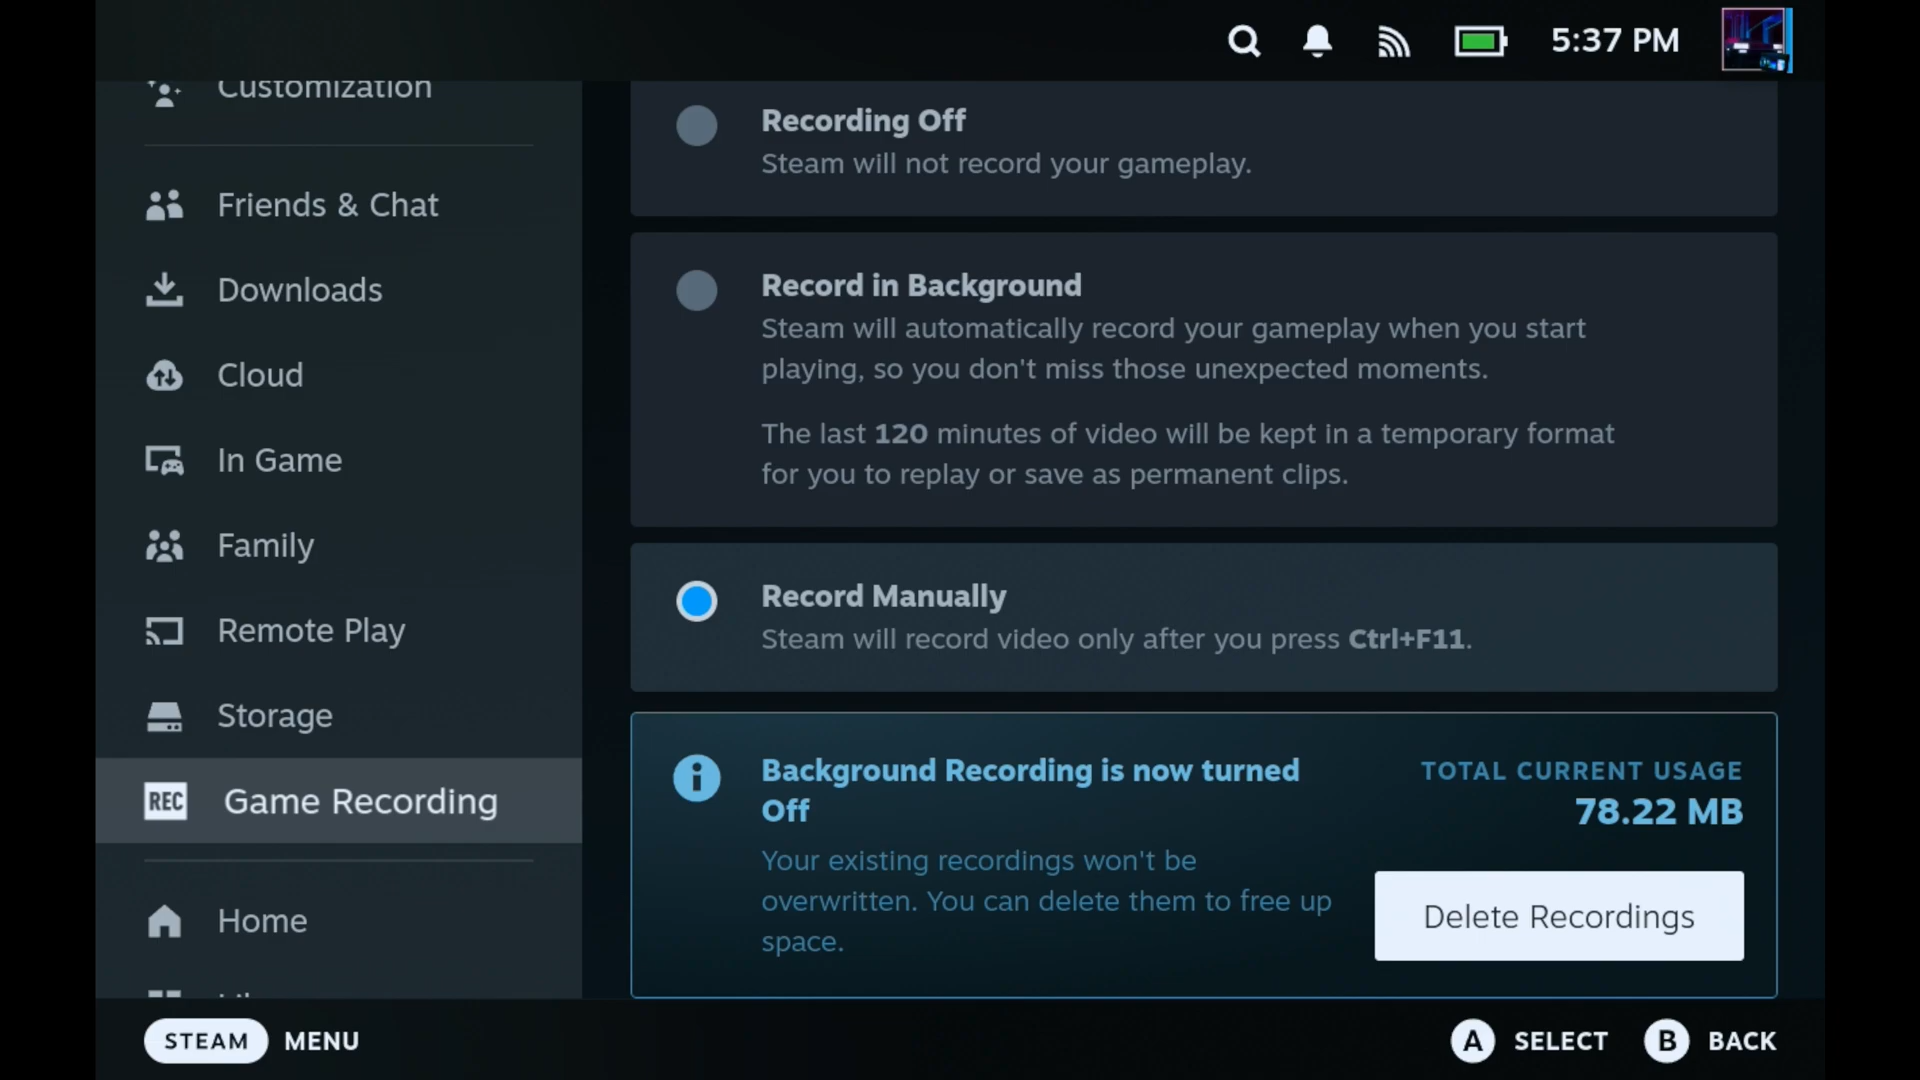 5:37 PM
Customization
Friends & Chat
Downloads
Cloud
In Game
Family
Remote Play
Storage
REC Game Recording
Home
Recording Off
Steam will not record your gameplay.
Record in Background
Steam will automatically record your gameplay when you start
playing, so you don't miss those unexpected moments.
The last 120 minutes of video will be kept in a temporary format
for you to replay or save as permanent clips.
Record Manually
Steam will record video only after you press Ctrl+F11.
Background Recording is now turned
Off
Your existing recordings won't be
overwritten. You can delete them to free up
space.
TOTAL CURRENT USAGE
78.22 MB
Delete Recordings
STEAM MENU
A SELECT B BACK